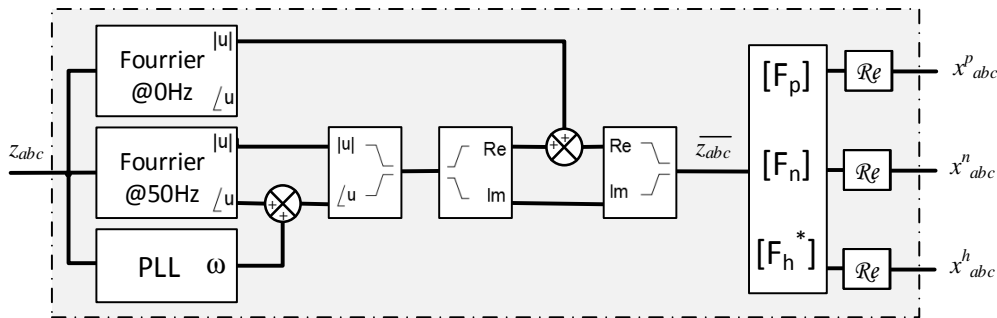 z_abc
Fourrier
@0Hz
|u|
∠u
Fourrier
@50Hz
|u|
∠u
PLL ω
+ +
|u|
∠u
Re
Im
+ +
Re
Im
z_abc
[F_p]
[F_n]
[F_h^*]
ℛe
ℛe
ℛe
x^p_abc
x^n_abc
x^h_abc